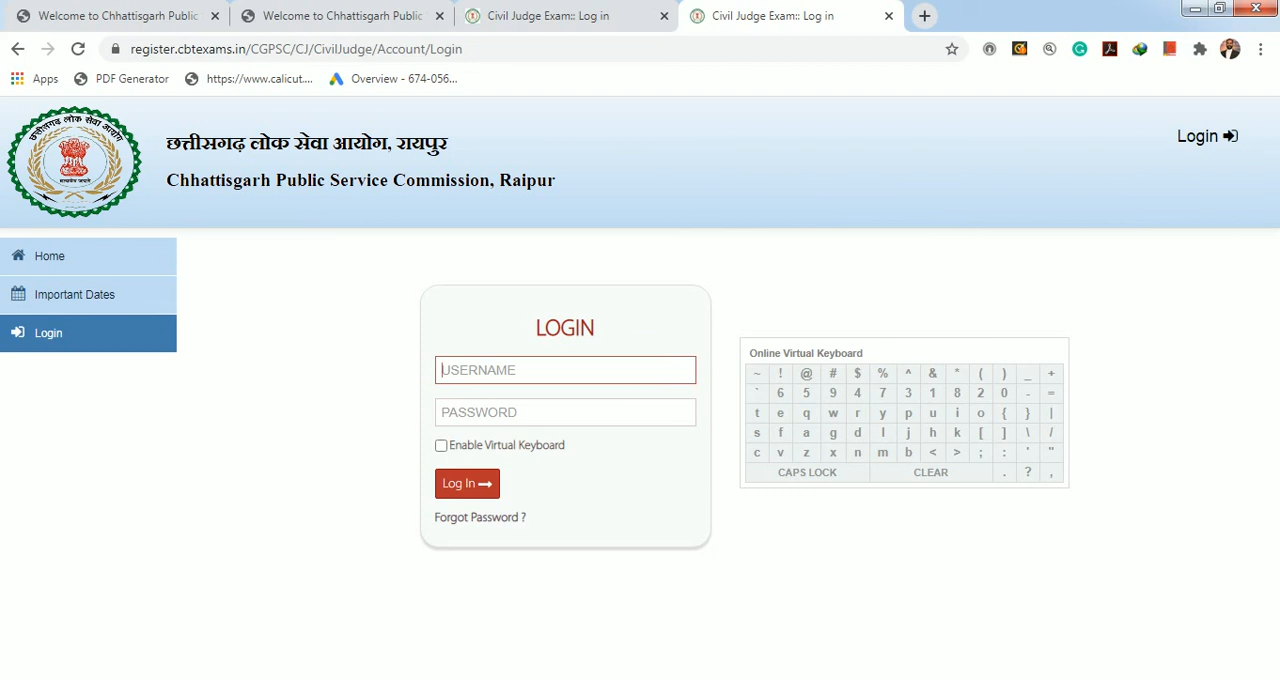 Welcome to Chhattisgarh Public
Welcome to Chhattisgarh Public
Civil Judge Exam:: Log in
Civil Judge Exam:: Log in
register.cbtexams.in/CGPSC/CJ/CivilJudge/Account/Login
Apps
PDF Generator
https://www.calicut....
Overview - 674-056...
छत्तीसगढ़ लोक सेवा आयोग, रायपुर
Chhattisgarh Public Service Commission, Raipur
Login
Home
Important Dates
Login
LOGIN
USERNAME
PASSWORD
Enable Virtual Keyboard
Log In
Forgot Password ?
Online Virtual Keyboard
~ ! @ # $ % ^ & * ( ) _ +
` 6 5 9 4 7 3 1 8 2 0 - =
t e q w r y p u i o { } |
s f a g d l j h k [ ] \ /
c v z x n m b < > ; : ' "
CAPS LOCK CLEAR . ? ,